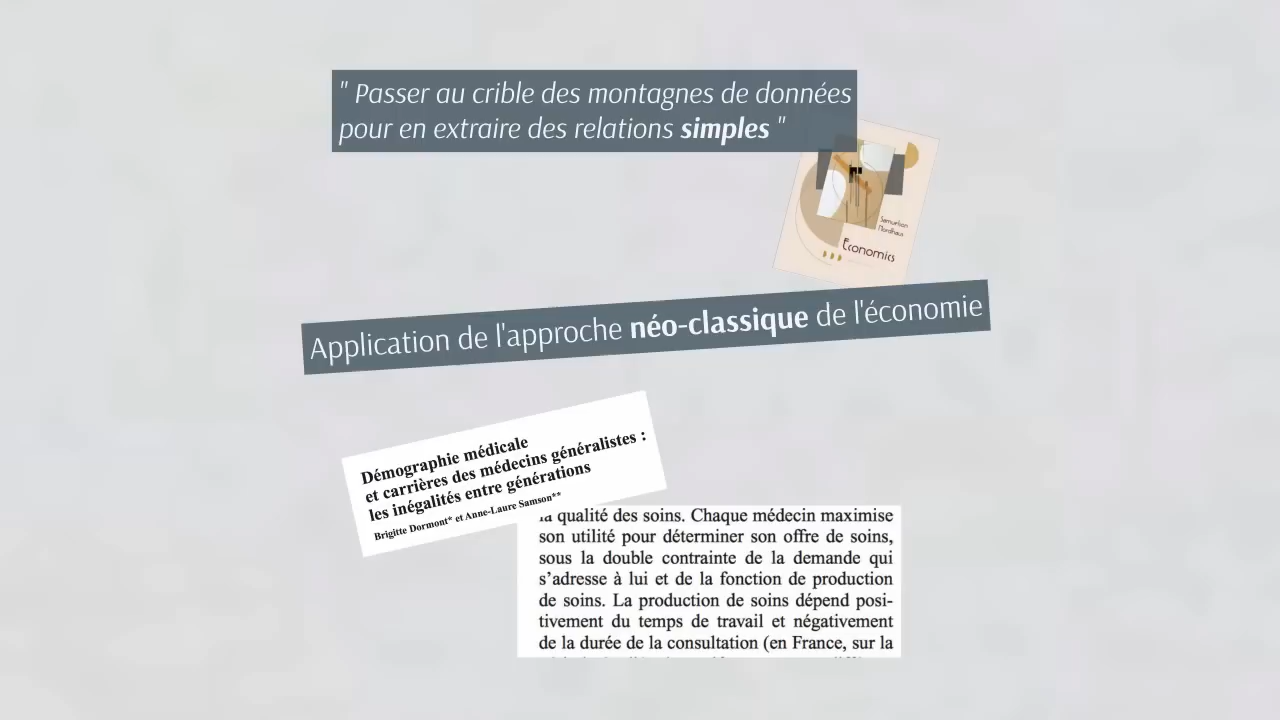 " Passer au crible des montagnes de données
pour en extraire des relations simples "
Samuelson
Nordhaus
Economics
Application de l'approche néo-classique de l'économie
Démographie médicale
et carrières des médecins généralistes :
les inégalités entre générations
Brigitte Dormont* et Anne-Laure Samson**
la qualité des soins. Chaque médecin maximise
son utilité pour déterminer son offre de soins,
sous la double contrainte de la demande qui
s’adresse à lui et de la fonction de production
de soins. La production de soins dépend posi-
tivement du temps de travail et négativement
de la durée de la consultation (en France, sur la